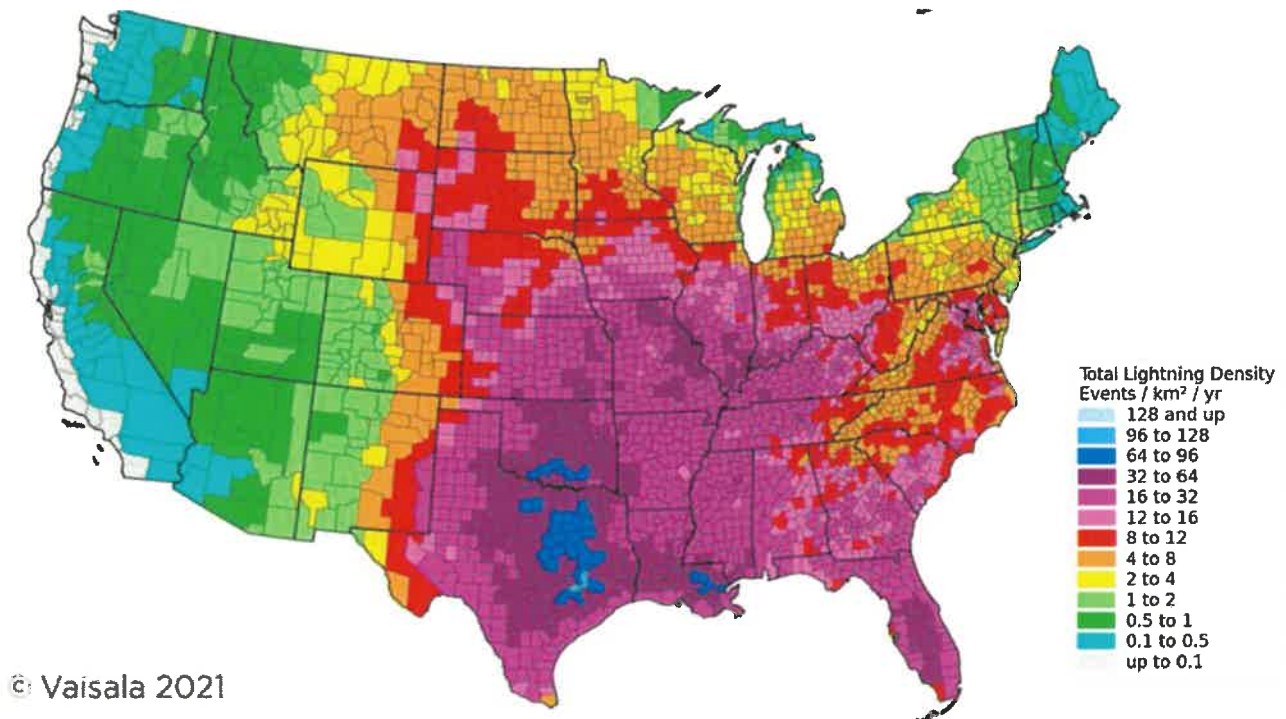 Total Lightning Density
Events / km² / yr
128 and up
96 to 128
64 to 96
32 to 64
16 to 32
12 to 16
8 to 12
4 to 8
2 to 4
1 to 2
0.5 to 1
0.1 to 0.5
up to 0.1
© Vaisala 2021